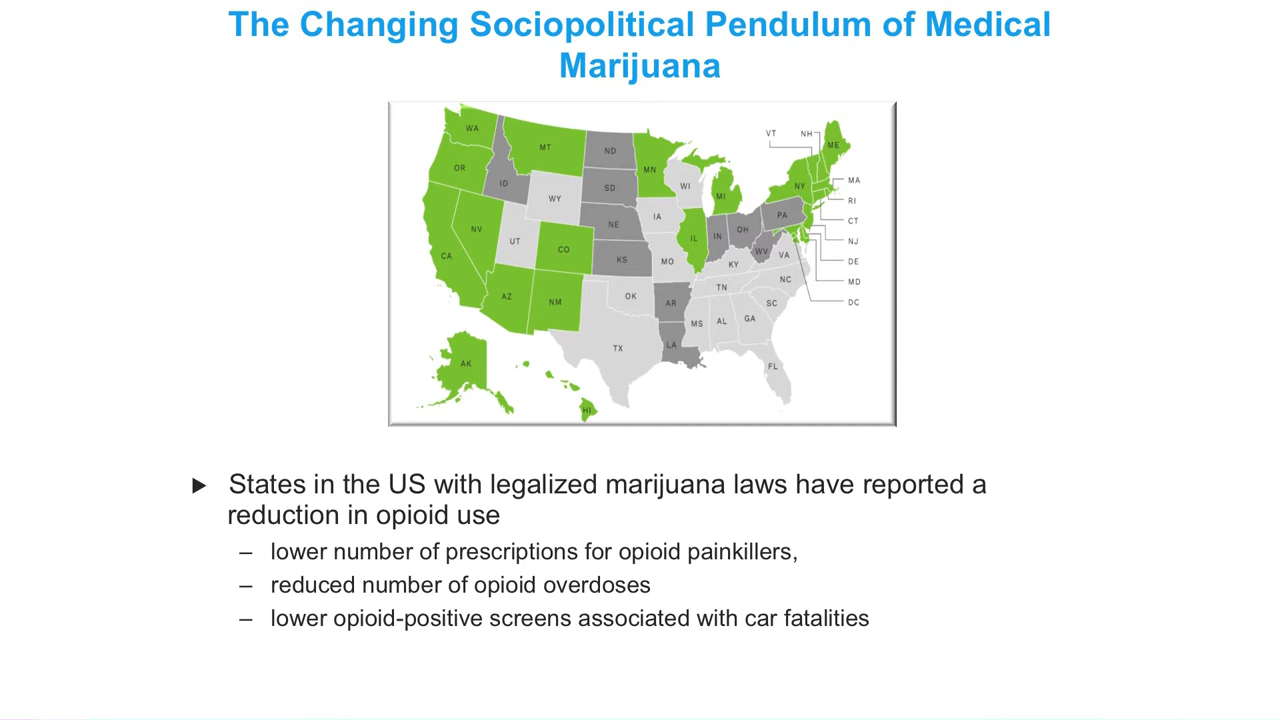 The Changing Sociopolitical Pendulum of Medical
Marijuana
WA
MT
ND
MN
VT
NH
ME
OR
ID
SD
WI
MI
NY
MA
WY
RI
NV
UT
CO
NE
IA
IL
IN
OH
PA
CT
NJ
CA
KS
MO
WV
VA
DE
KY
MD
AZ
NM
OK
AR
TN
NC
DC
SC
MS
AL
GA
TX
LA
FL
AK
HI
States in the US with legalized marijuana laws have reported a
reduction in opioid use
– lower number of prescriptions for opioid painkillers,
– reduced number of opioid overdoses
– lower opioid-positive screens associated with car fatalities